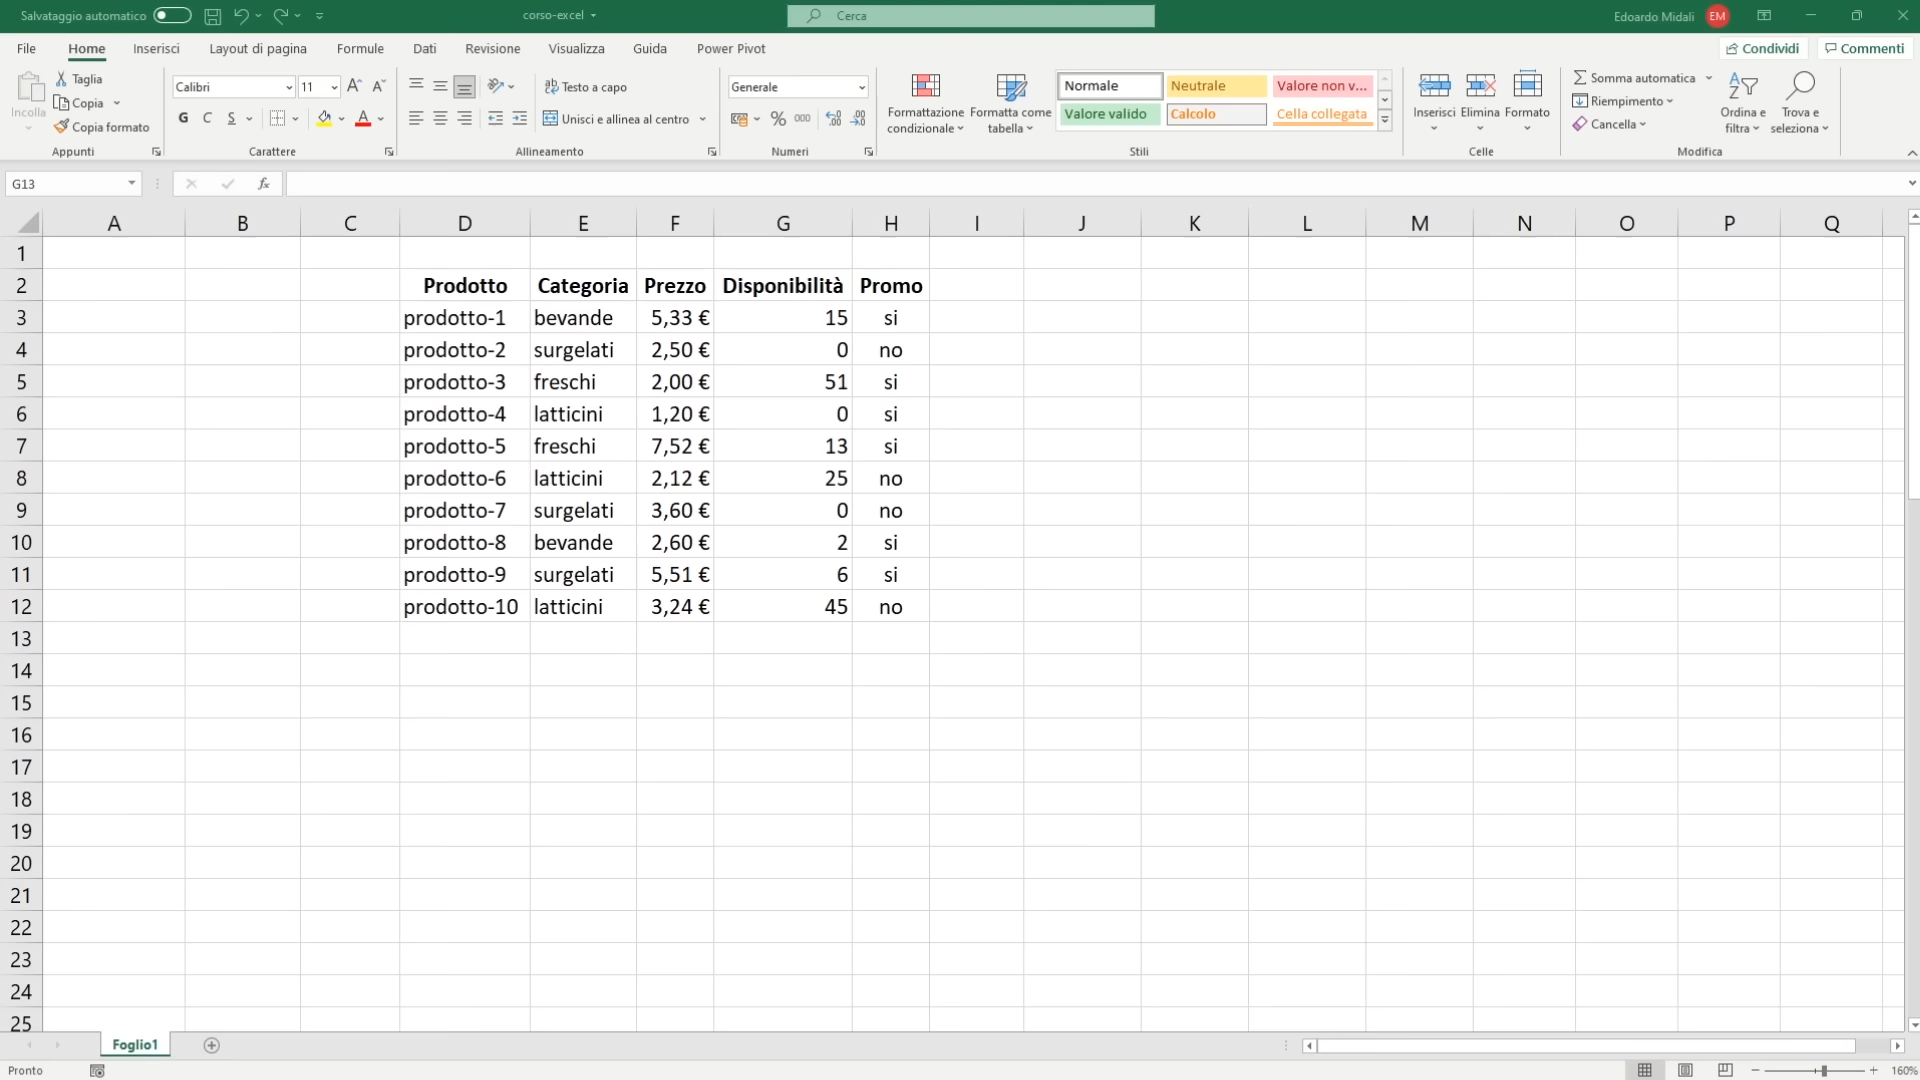 Salvataggio automatico corso-excel Cerca Edoardo Midali EM
File Home Inserisci Layout di pagina Formule Dati Revisione Visualizza Guida Power Pivot Condividi Commenti
Incolla
Taglia
Copia
Copia formato
Appunti
Calibri 11
G C S A
Carattere
Testo a capo
Unisci e allinea al centro
Allineamento
Generale
% 000
Numeri
Formattazione condizionale
Formatta come tabella
Normale Neutrale Valore non v...
Valore valido Calcolo Cella collegata
Stili
Inserisci Elimina Formato
Celle
Somma automatica
Riempimento
Cancella
Ordina e filtra
Trova e seleziona
Modifica
G13 fx
A B C D E F G H I J K L M N O P Q
1
2 Prodotto Categoria Prezzo Disponibilità Promo
3 prodotto-1 bevande 5,33 € 15 si
4 prodotto-2 surgelati 2,50 € 0 no
5 prodotto-3 freschi 2,00 € 51 si
6 prodotto-4 latticini 1,20 € 0 si
7 prodotto-5 freschi 7,52 € 13 si
8 prodotto-6 latticini 2,12 € 25 no
9 prodotto-7 surgelati 3,60 € 0 no
10 prodotto-8 bevande 2,60 € 2 si
11 prodotto-9 surgelati 5,51 € 6 si
12 prodotto-10 latticini 3,24 € 45 no
13
14
15
16
17
18
19
20
21
22
23
24
25
Foglio1
Pronto 160%